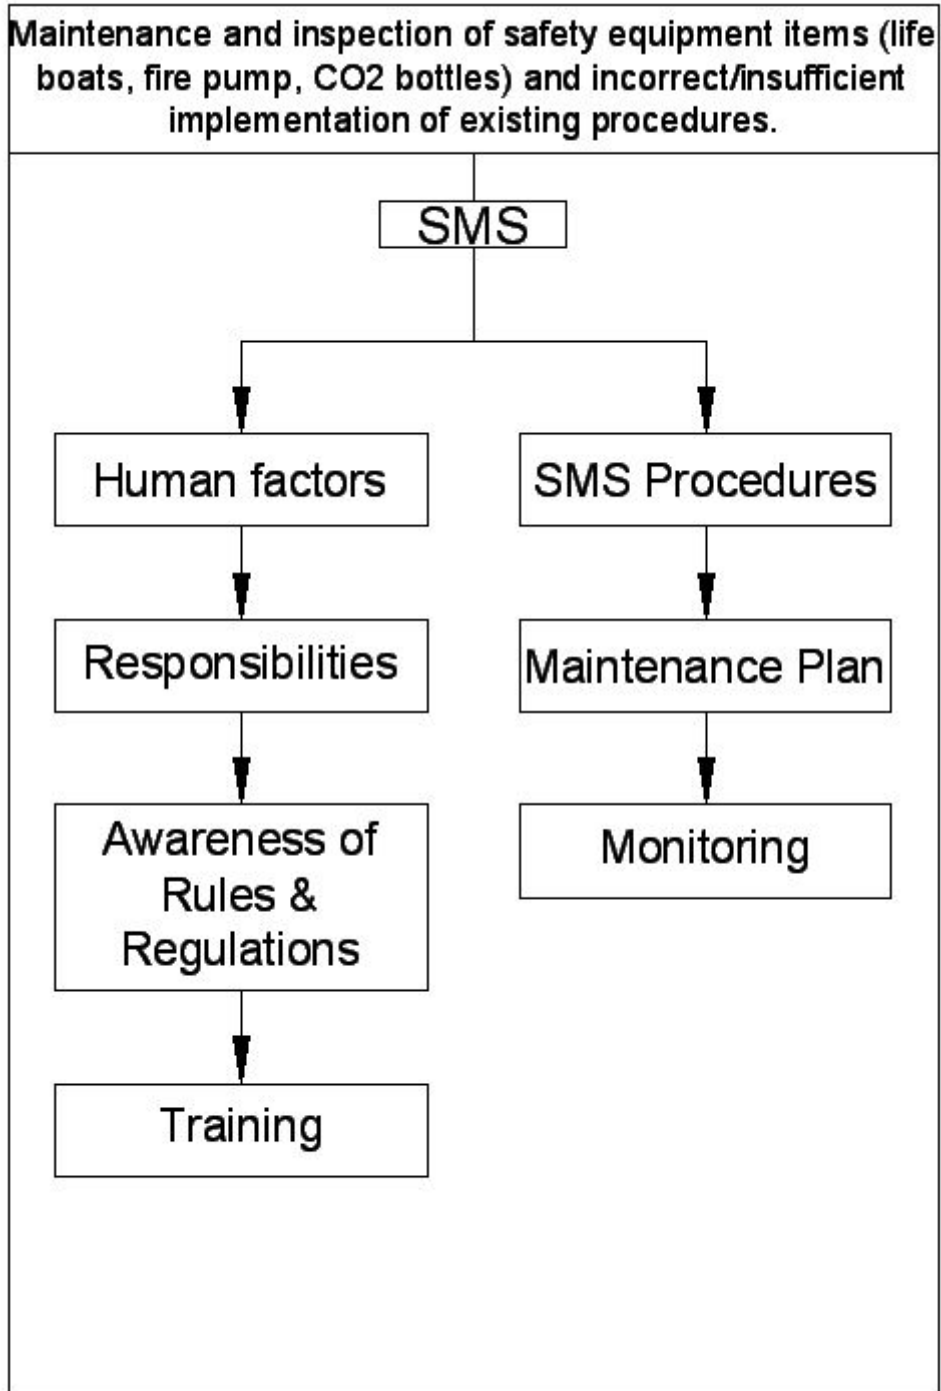 Maintenance and inspection of safety equipment items (life
boats, fire pump, CO2 bottles) and incorrect/insufficient
implementation of existing procedures.
SMS
Human factors
SMS Procedures
Responsibilities
Maintenance Plan
Awareness of
Rules &
Regulations
Monitoring
Training